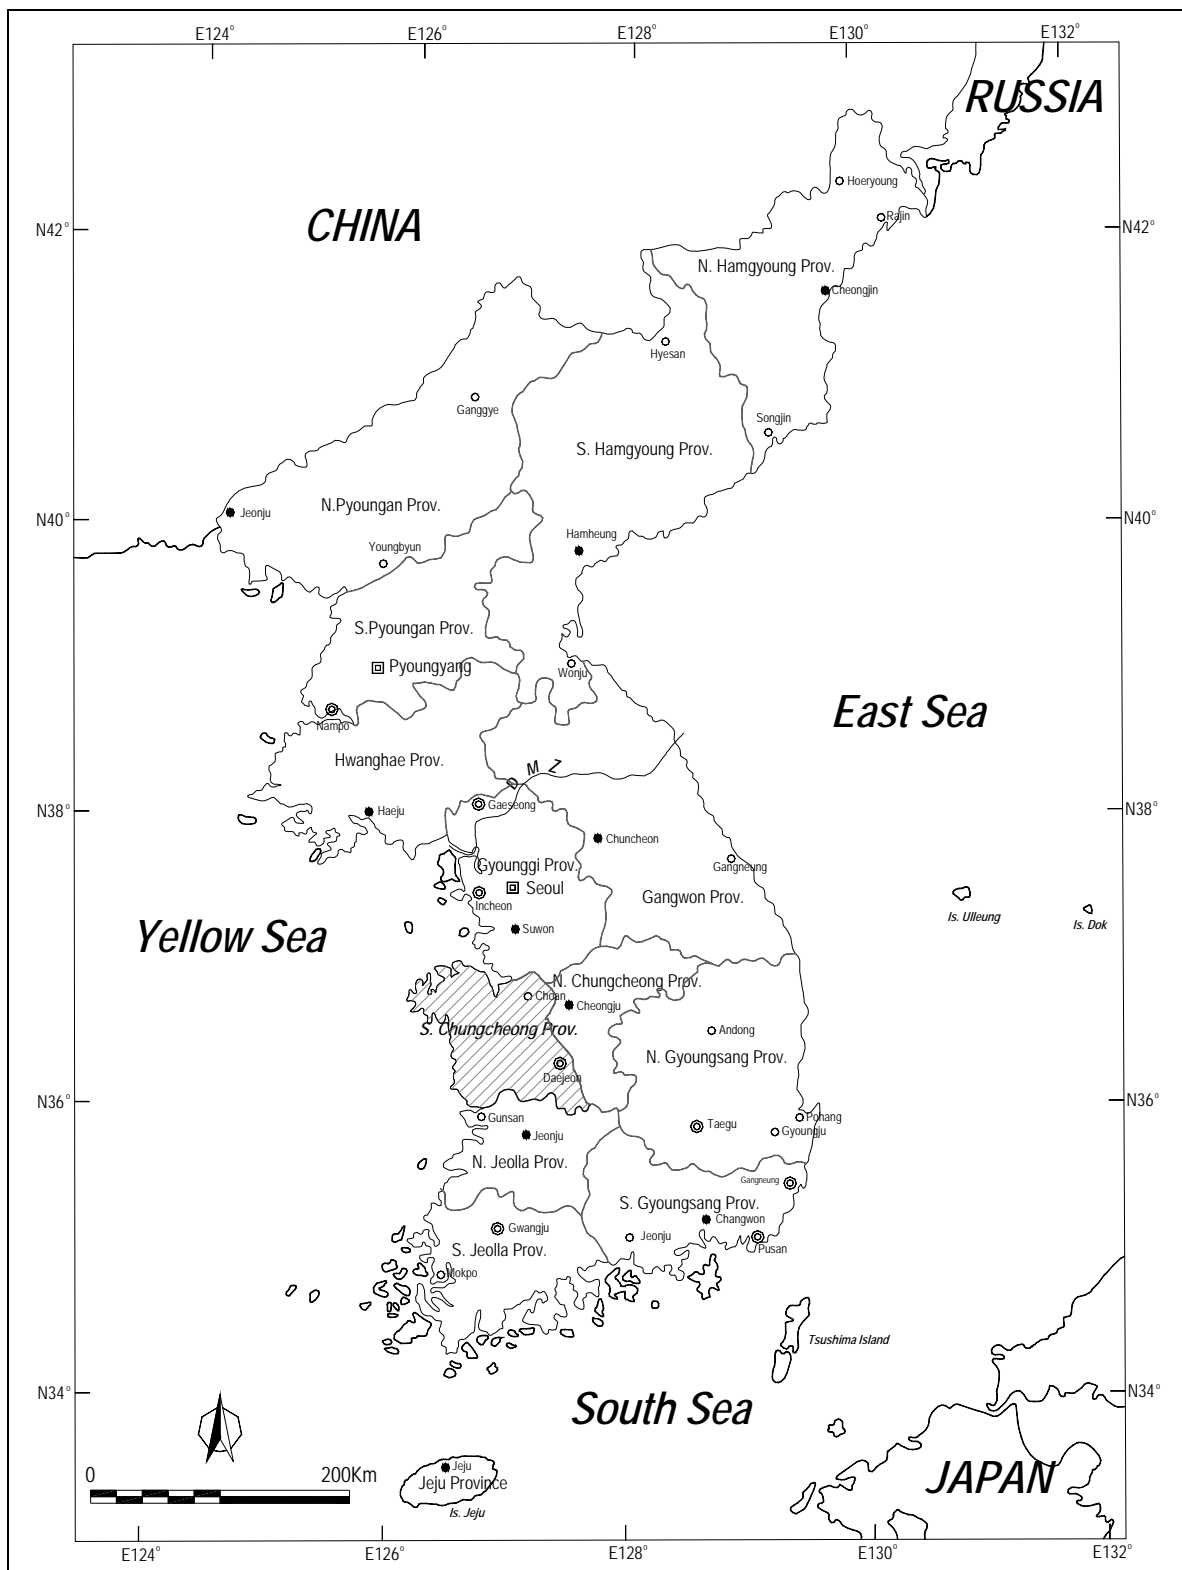 E124° E126° E128° E130° E132°
RUSSIA
Hoeryoung
Rajin
CHINA
N42° N42°
N. Hamgyoung Prov.
Cheongjin
Hyesan
Ganggye
Songjin
S. Hamgyoung Prov.
N.Pyoungan Prov.
Jeonju
N40° N40°
Youngbyun
Hamheung
S.Pyoungan Prov.
Pyoungyang
Wonju
East Sea
Nampo
Hwanghae Prov.
DMZ
Gaeseong
Haeju
N38° N38°
Chuncheon
Gyounggi Prov.
Gangneung
Seoul
Gangwon Prov.
Incheon
Is. Ulleung
Is. Dok
Suwon
Yellow Sea
N. Chungcheong Prov.
Choan
Cheongju
S. Chungcheong Prov.
Andong
N. Gyoungsang Prov.
Daejeon
N36° N36°
Gunsan
Pohang
Taegu
Gyoungju
Jeonju
N. Jeolla Prov.
Gangneung
S. Gyoungsang Prov.
Changwon
Gwangju
Jeonju
Pusan
S. Jeolla Prov.
Mokpo
Tsushima Island
N34° N34°
South Sea
0 200Km
Jeju
Jeju Province
Is. Jeju
JAPAN
E124° E126° E128° E130° E132°